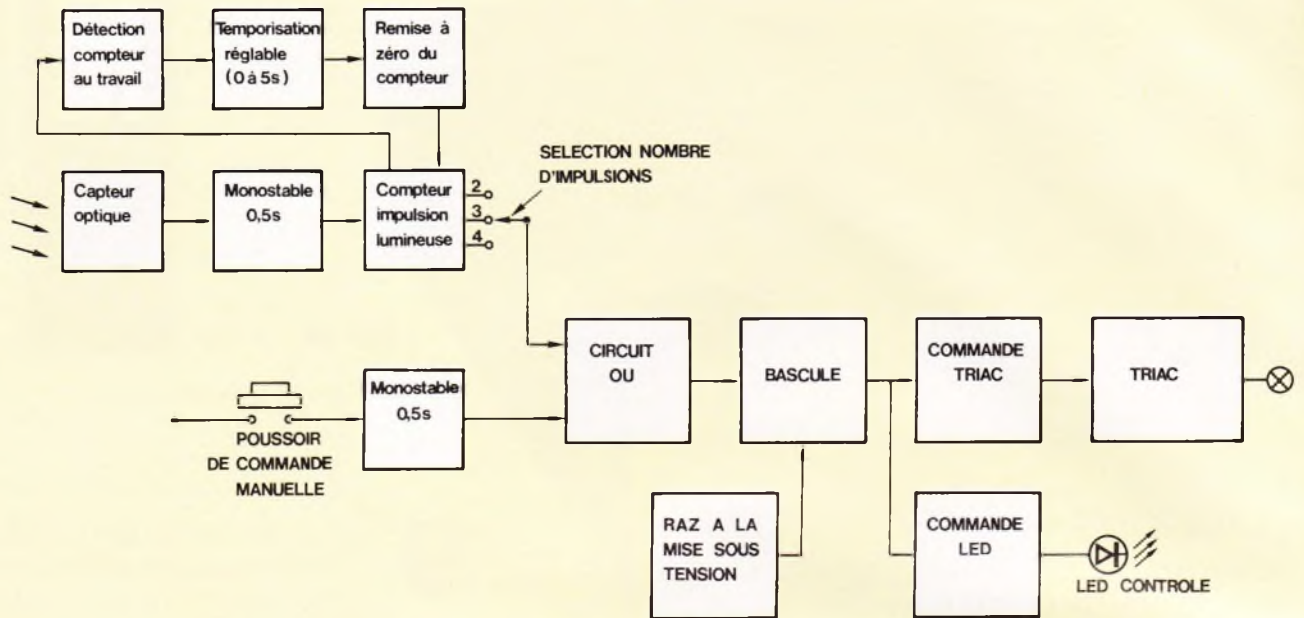 Détection
compteur
au travail
Temporisation
réglable
(0 à 5s)
Remise à
zéro du
compteur
SELECTION NOMBRE
D'IMPULSIONS
Capteur
optique
Monostable
0,5s
Compteur
impulsion
lumineuse
2
3
4
CIRCUIT
OU
BASCULE
COMMANDE
TRIAC
TRIAC
Monostable
0,5s
POUSSOIR
DE COMMANDE
MANUELLE
RAZ A LA
MISE SOUS
TENSION
COMMANDE
LED
LED CONTROLE